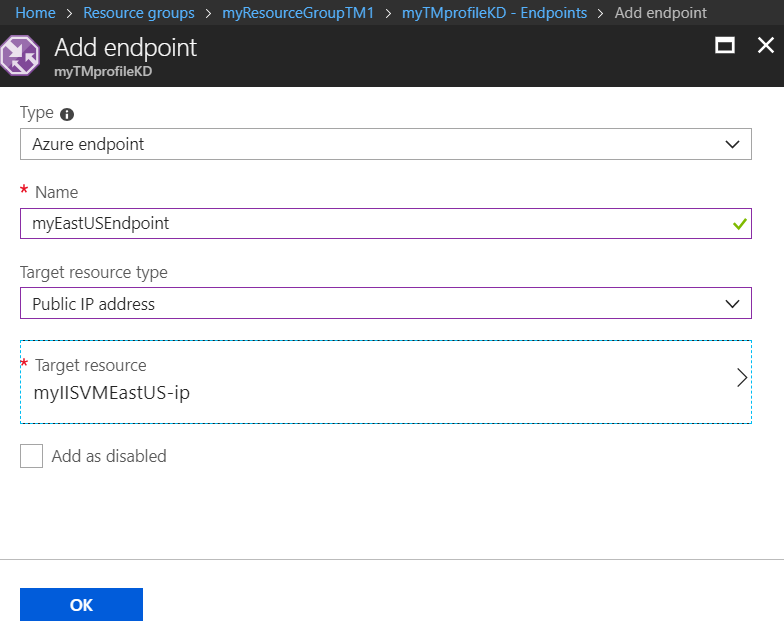 Home > Resource groups > myResourceGroupTM1 > myTMprofileKD - Endpoints > Add endpoint
Add endpoint
myTMprofileKD
Type
Azure endpoint
* Name
myEastUSEndpoint
Target resource type
Public IP address
* Target resource
myIISVMEastUS-ip
Add as disabled
OK